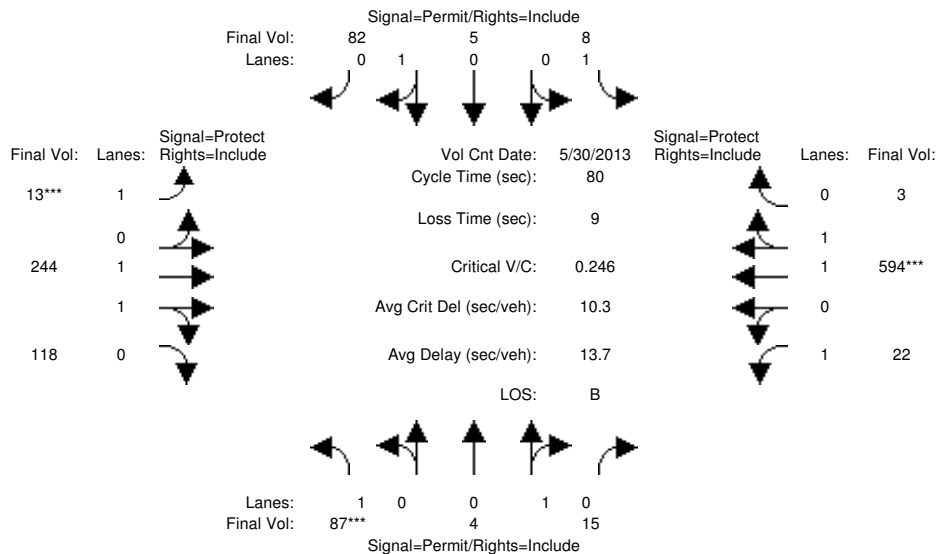 Signal=Permit/Rights=Include
Final Vol: 82 5 8
Lanes: 0 1 0 0 1
Signal=Protect
Final Vol: Lanes: Rights=Include
Vol Cnt Date: 5/30/2013
Signal=Protect
Rights=Include Lanes: Final Vol:
Cycle Time (sec): 80
13*** 1
0 3
Loss Time (sec): 9
0
1
244 1
Critical V/C: 0.246
1 594***
1
Avg Crit Del (sec/veh): 10.3
0
118 0
Avg Delay (sec/veh): 13.7
1 22
LOS: B
Lanes: 1 0 0 1 0
Final Vol: 87*** 4 15
Signal=Permit/Rights=Include